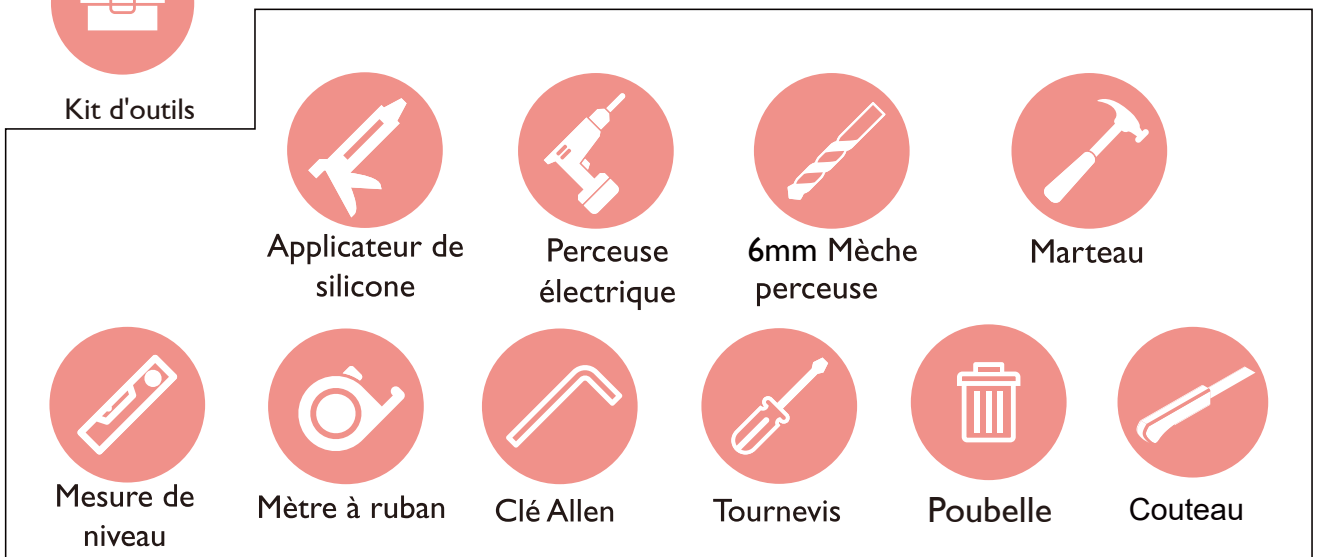 Kit d'outils
Applicateur de
silicone
Perceuse
électrique
6mm Mèche
perceuse
Marteau
Mesure de
niveau
Mètre à ruban
Clé Allen
Tournevis
Poubelle
Couteau